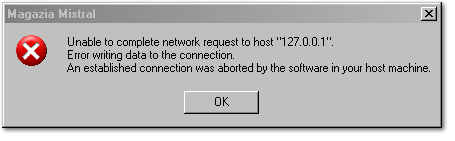 Magazia Mistral
Unable to complete network request to host "127.0.0.1".
Error writing data to the connection.
An established connection was aborted by the software in your host machine.
OK